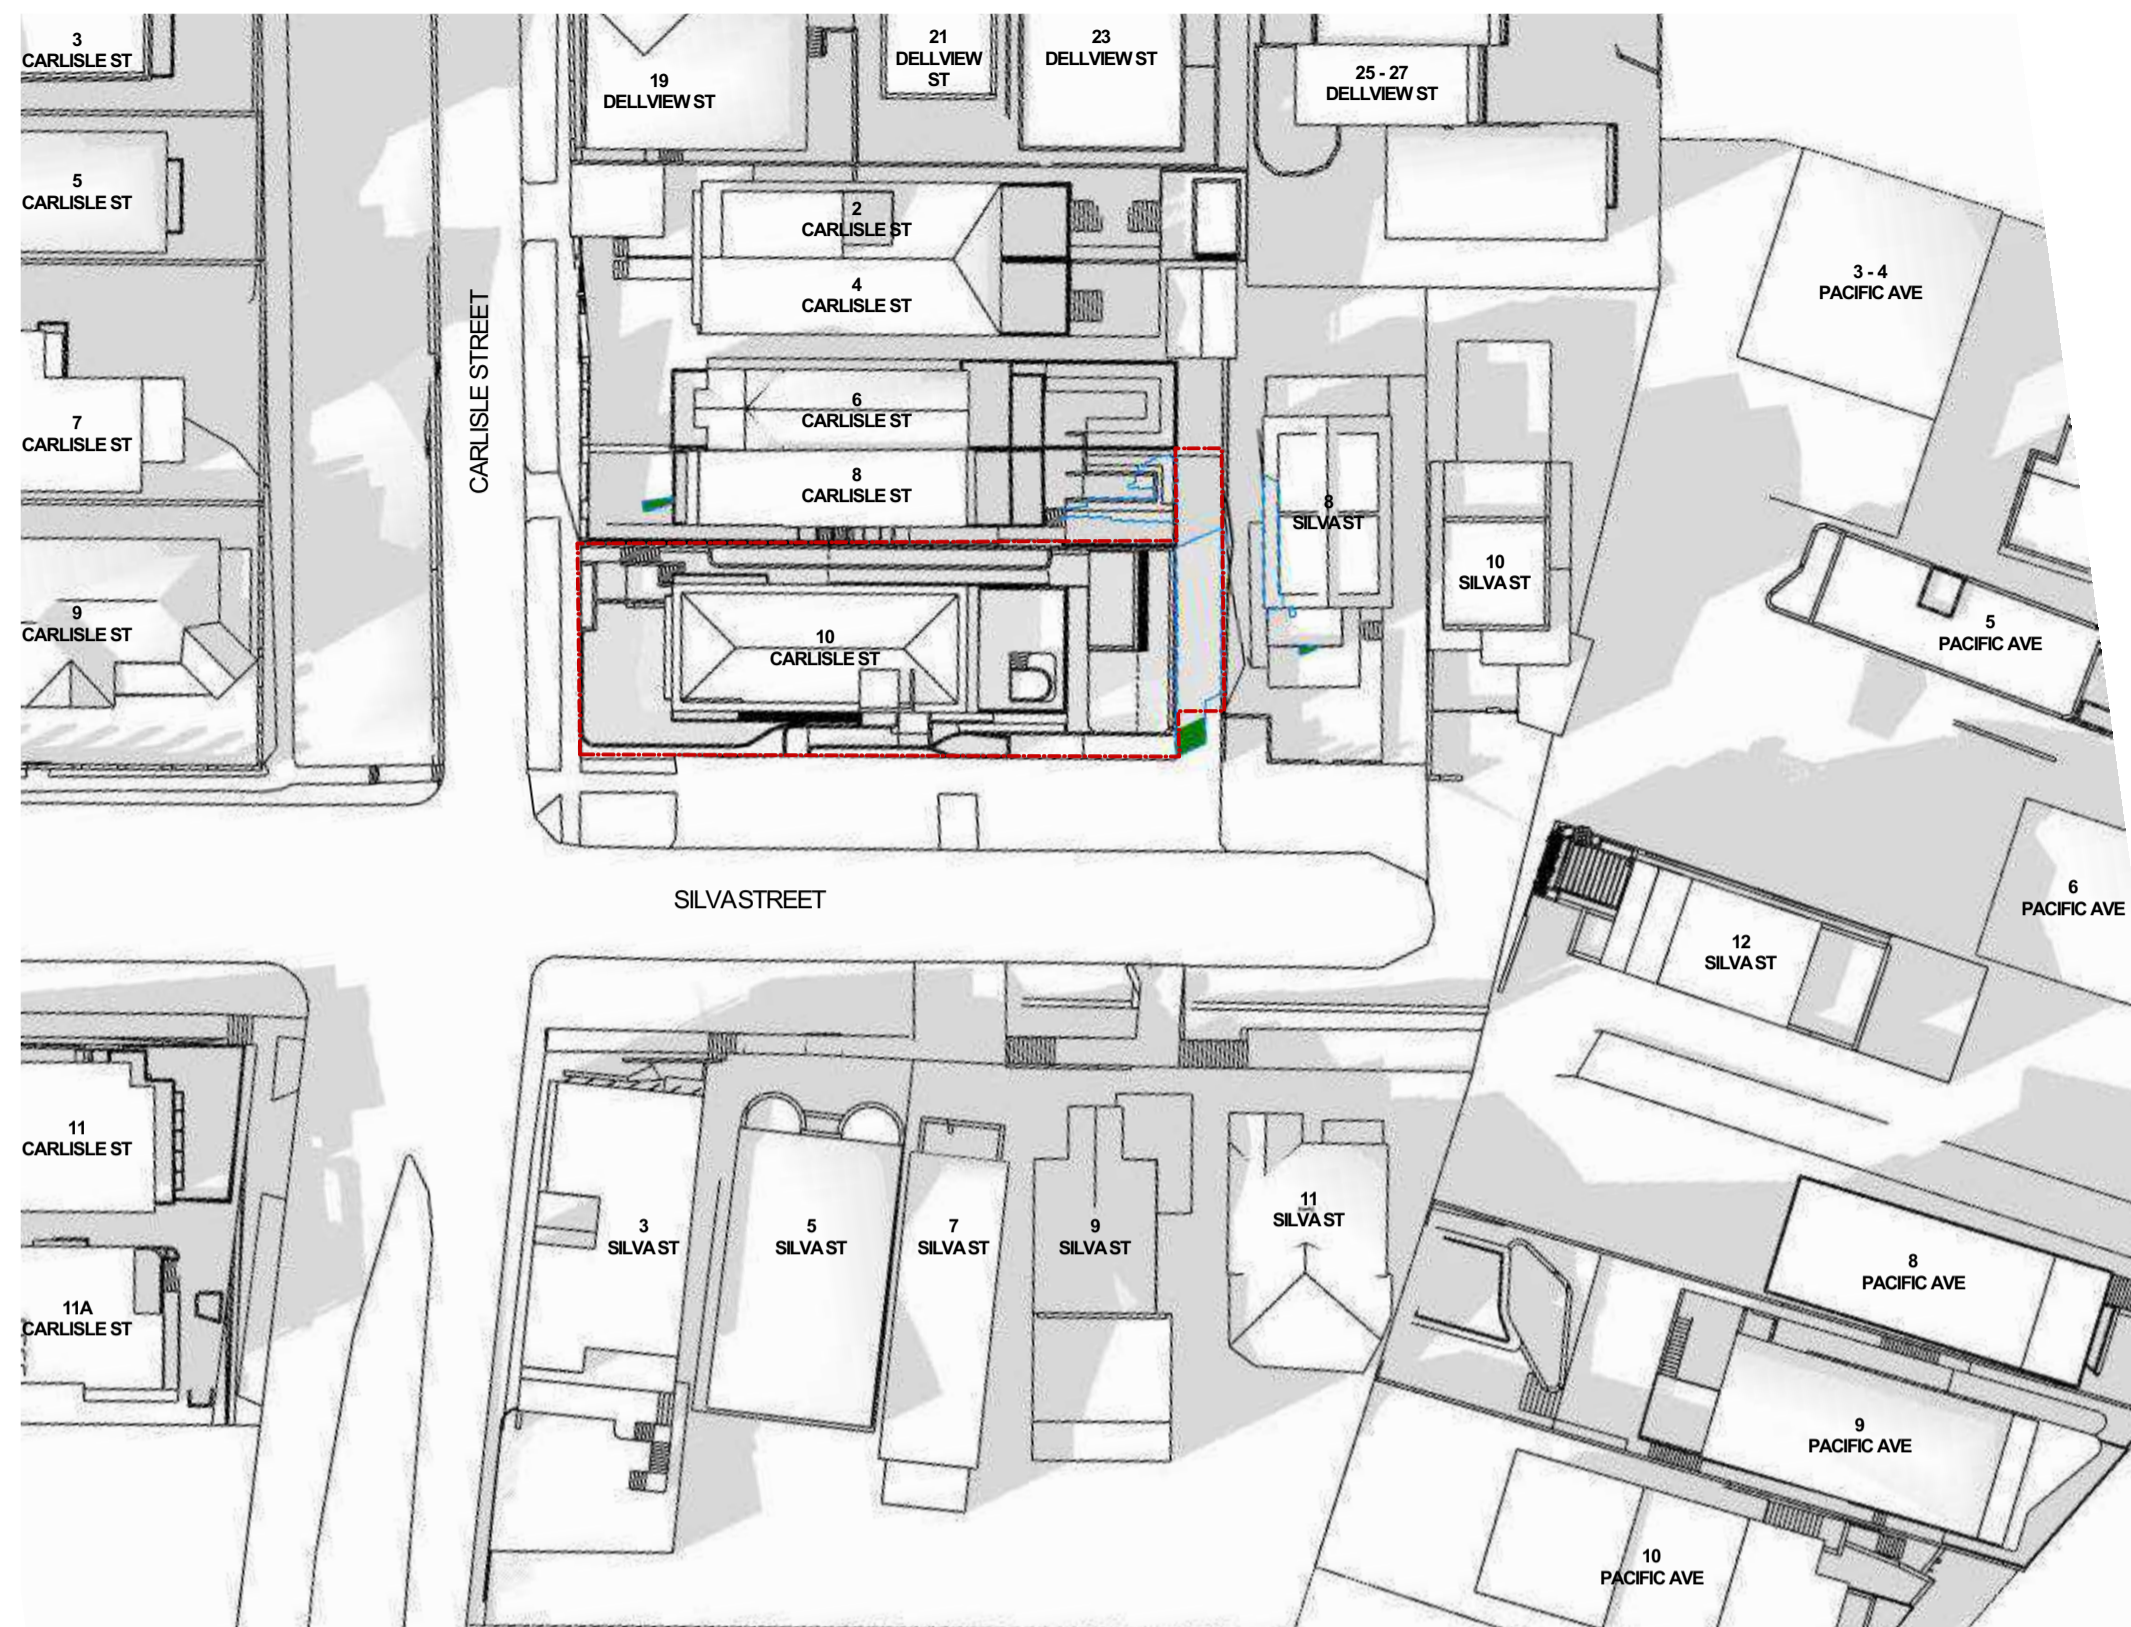 3
CARLISLE ST
19
DELLVIEW ST
21
DELLVIEW
ST
23
DELLVIEW ST
25 - 27
DELLVIEW ST
5
CARLISLE ST
2
CARLISLE ST
4
CARLISLE ST
3 - 4
PACIFIC AVE
CARLISLE STREET
7
CARLISLE ST
6
CARLISLE ST
8
CARLISLE ST
8
SILVA ST
10
SILVA ST
9
CARLISLE ST
10
CARLISLE ST
5
PACIFIC AVE
SILVA STREET
6
PACIFIC AVE
12
SILVA ST
11
CARLISLE ST
3
SILVA ST
5
SILVA ST
7
SILVA ST
9
SILVA ST
11
SILVA ST
8
PACIFIC AVE
11A
CARLISLE ST
9
PACIFIC AVE
10
PACIFIC AVE